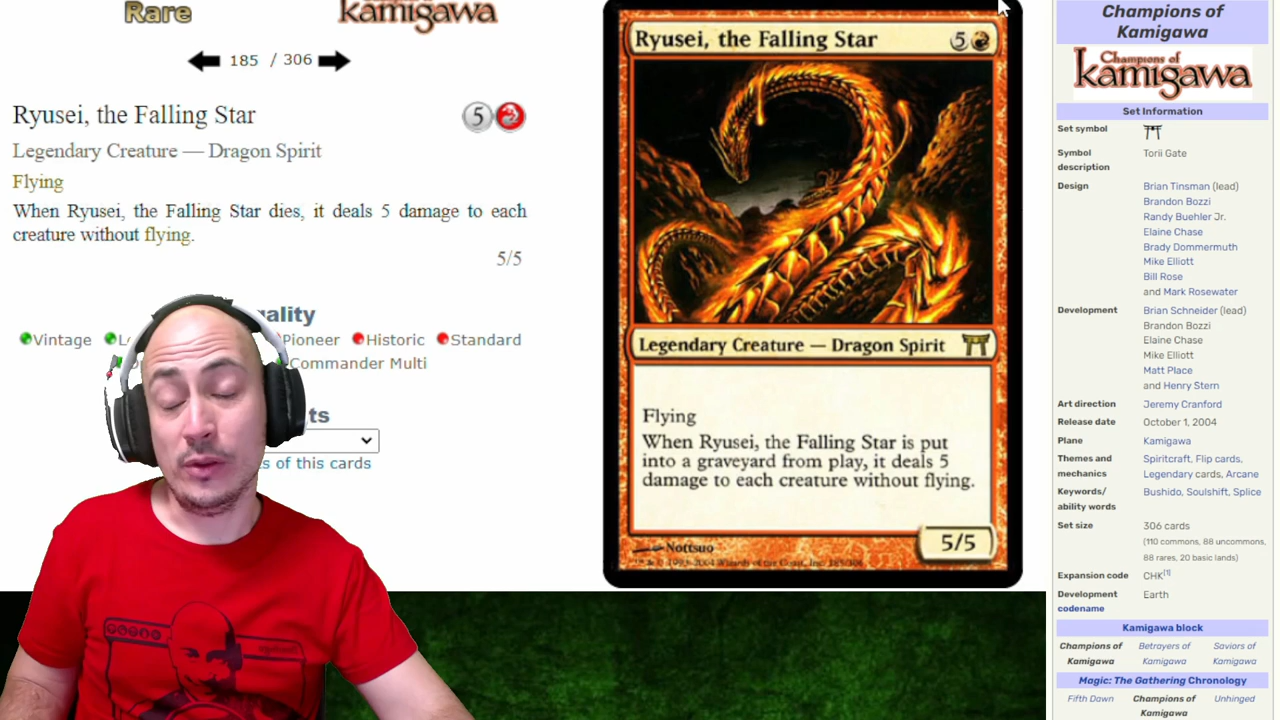 Rare
kamigawa
185 / 306
Ryusei, the Falling Star
5
Legendary Creature — Dragon Spirit
Flying
When Ryusei, the Falling Star dies, it deals 5 damage to each
creature without flying.
5/5
ality
Vintage
Pioneer Historic Standard
Commander Multi
ts
s of this cards
Ryusei, the Falling Star 5
Legendary Creature — Dragon Spirit
Flying
When Ryusei, the Falling Star is put
into a graveyard from play, it deals 5
damage to each creature without flying.
Nottsuo
5/5
Champions of
Kamigawa
Champions of
kamigawa
Set Information
Set symbol
Symbol description Torii Gate
Design Brian Tinsman (lead)
Brandon Bozzi
Randy Buehler Jr.
Elaine Chase
Brady Dommermuth
Mike Elliott
Bill Rose
and Mark Rosewater
Development Brian Schneider (lead)
Brandon Bozzi
Elaine Chase
Mike Elliott
Matt Place
and Henry Stern
Art direction Jeremy Cranford
Release date October 1, 2004
Plane Kamigawa
Themes and Spiritcraft, Flip cards,
mechanics Legendary cards, Arcane
Keywords/ Bushido, Soulshift, Splice
ability words
Set size 306 cards
(110 commons, 88 uncommons,
88 rares, 20 basic lands)
Expansion code CHK[1]
Development Earth
codename
Kamigawa block
Champions of Betrayers of Saviors of
Kamigawa Kamigawa Kamigawa
Magic: The Gathering Chronology
Fifth Dawn Champions of Unhinged
Kamigawa